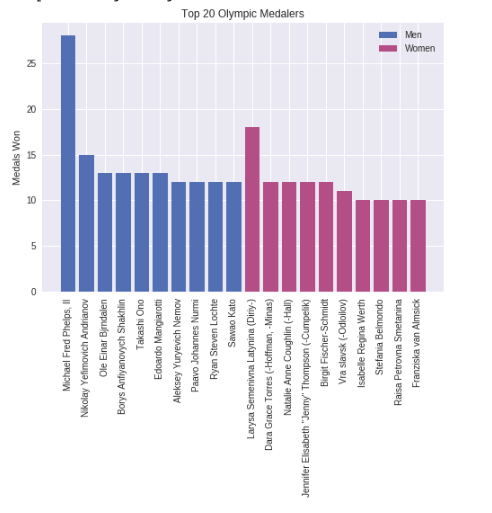 Top 20 Olympic Medalers
Men
Women
Medals Won
25
20
15
10
5
0
Michael Fred Phelps, II
Nikolay Yefimovich Andrianov
Ole Einar Bjrndalen
Borys Anfiyanovych Shakhlin
Takashi Ono
Edoardo Mangiarotti
Aleksey Yuryevich Nemov
Paavo Johannes Nurmi
Ryan Steven Lochte
Sawao Kato
Larysa Semenivna Latynina (Diriy-)
Dara Grace Torres (-Hoffman, -Minas)
Natalie Anne Coughlin (-Hall)
Jennifer Elisabeth "Jenny" Thompson (-Cumpelik)
Birgit Fischer-Schmidt
Vra slavsk (-Odloilov)
Isabelle Regina Werth
Stefania Belmondo
Raisa Petrovna Smetanina
Franziska van Almsick